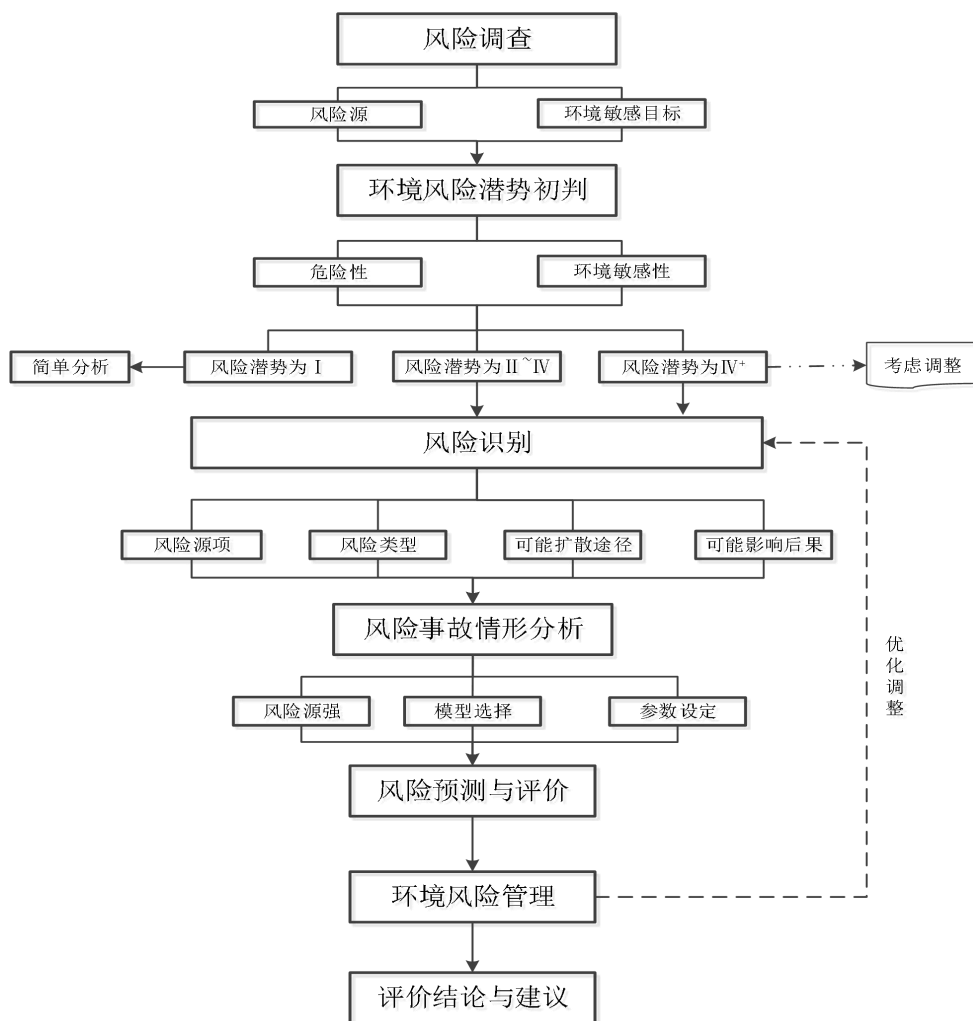 风险调查
风险源
环境敏感目标
环境风险潜势初判
危险性
环境敏感性
简单分析
风险潜势为Ⅰ
风险潜势为Ⅱ~Ⅳ
风险潜势为Ⅳ⁺
考虑调整
风险识别
风险源项
风险类型
可能扩散途径
可能影响后果
风险事故情形分析
优化调整
风险源强
模型选择
参数设定
风险预测与评价
环境风险管理
评价结论与建议